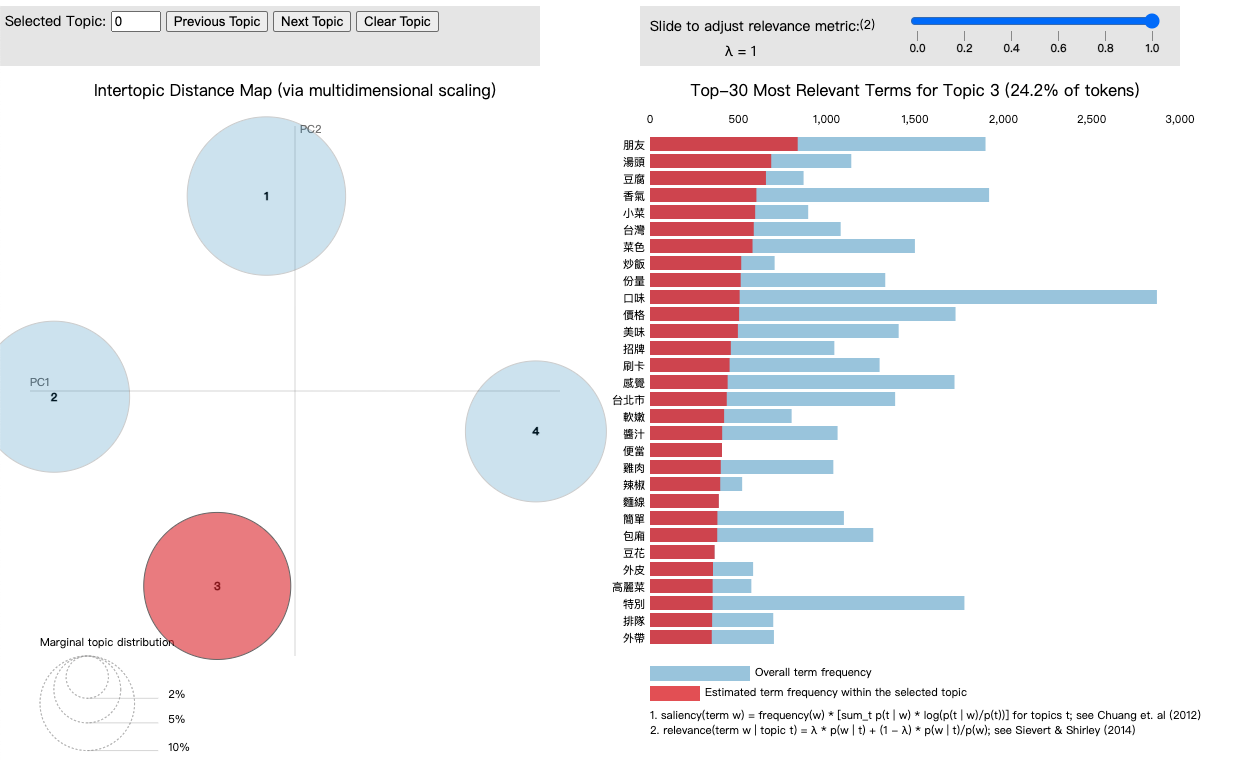 Selected Topic: 0 Previous Topic Next Topic Clear Topic
Slide to adjust relevance metric:(2)
λ = 1
0.0 0.2 0.4 0.6 0.8 1.0
Intertopic Distance Map (via multidimensional scaling)
PC2
1
PC1
2
4
3
Marginal topic distribution
2%
5%
10%
Top-30 Most Relevant Terms for Topic 3 (24.2% of tokens)
0 500 1,000 1,500 2,000 2,500 3,000
朋友
湯頭
豆腐
香氣
小菜
台灣
菜色
炒飯
份量
口味
價格
美味
招牌
刷卡
感覺
台北市
軟嫩
醬汁
便當
雞肉
辣椒
麵線
簡單
包廂
豆花
外皮
高麗菜
特別
排隊
外帶
Overall term frequency
Estimated term frequency within the selected topic
1. saliency(term w) = frequency(w) * [sum_t p(t | w) * log(p(t | w)/p(t))] for topics t; see Chuang et. al (2012)
2. relevance(term w | topic t) = λ * p(w | t) + (1 − λ) * p(w | t)/p(w); see Sievert & Shirley (2014)